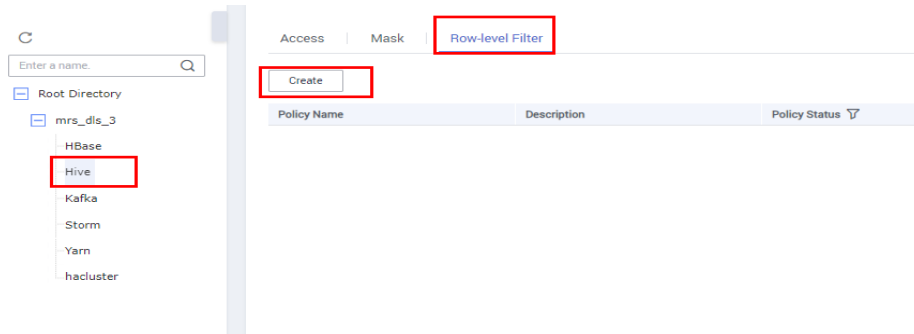 Enter a name.
Root Directory
mrs_dls_3
HBase
Hive
Kafka
Storm
Yarn
hacluster
Access
Mask
Row-level Filter
Create
Policy Name
Description
Policy Status